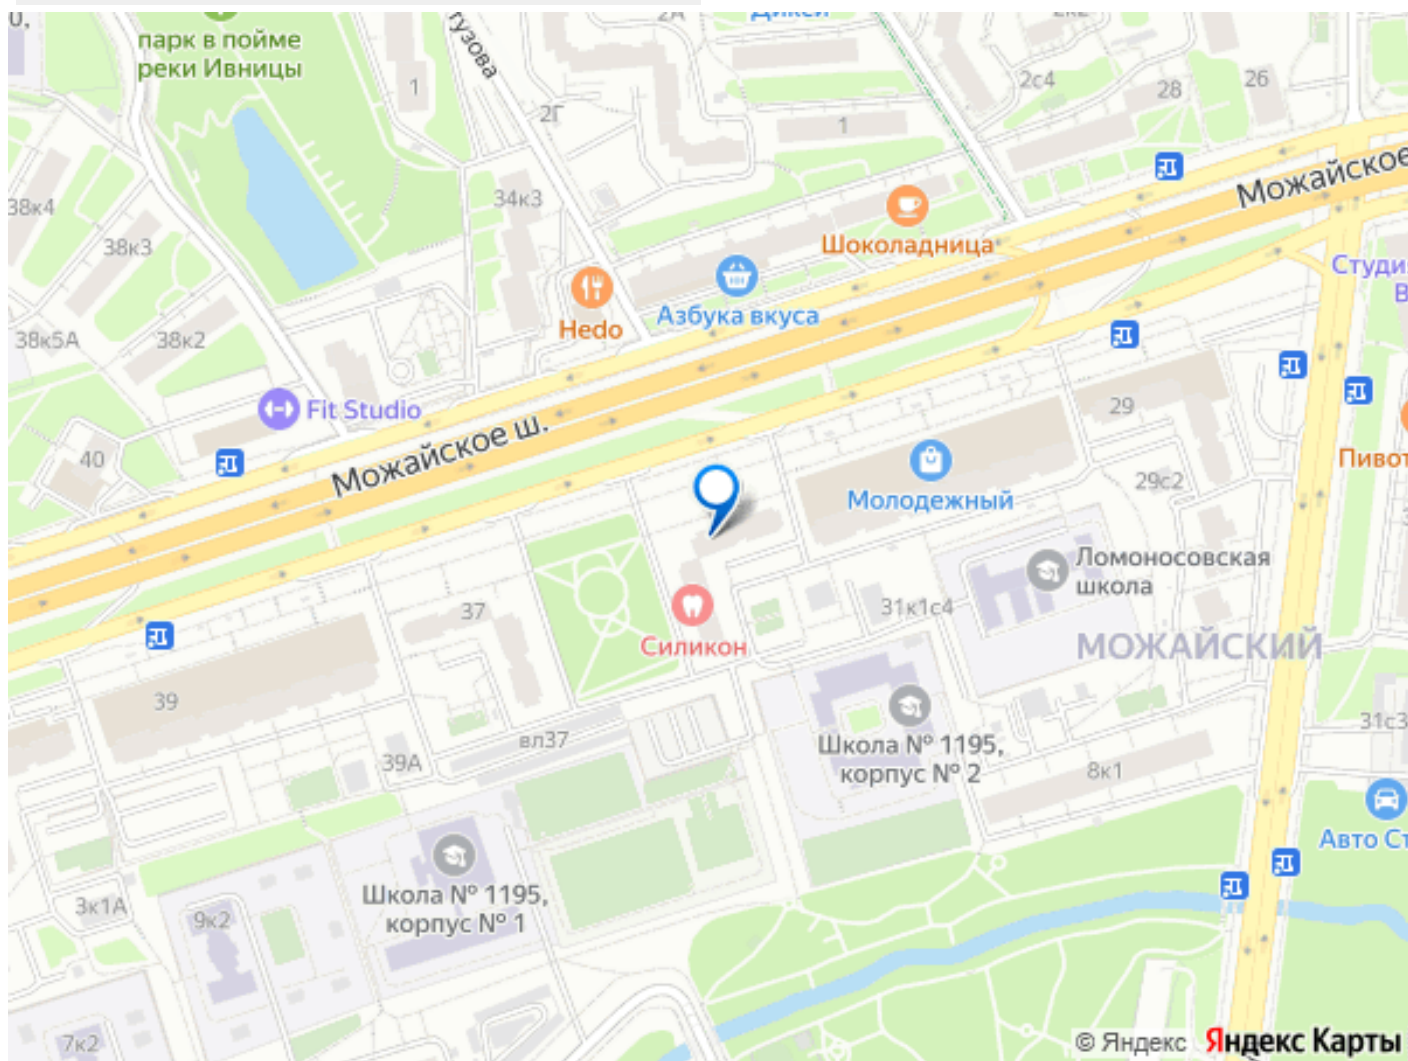 парк в пойме
реки Ивницы
2А
2с4
28
26
1
2Г
1
Можайское
34к3
38к4
38к3
Шоколадница
Hedo
Азбука вкуса
38к5А
38к2
Fit Studio
Можайское ш.
29
40
Молодежный
29с2
Ломоносовская
школа
37
31к1с4
Силикон
МОЖАЙСКИЙ
39
вл37
39А
Школа № 1195,
корпус № 2
8к1
31с3
Школа № 1195,
корпус № 1
3к1А
9к2
7к2
© Яндекс Яндекс Карты